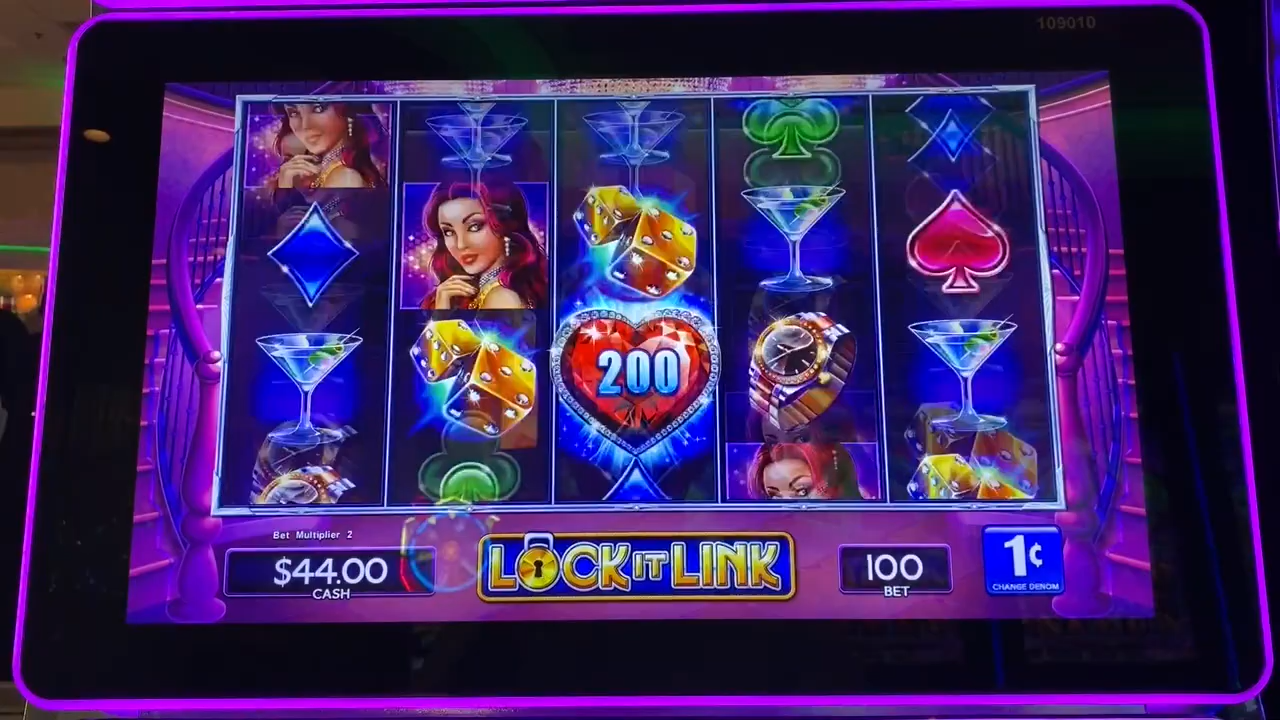 109010
200
Bet Multiplier 2
$44.00
CASH
LOCK IT LINK
100
BET
1¢
CHANGE DENOM